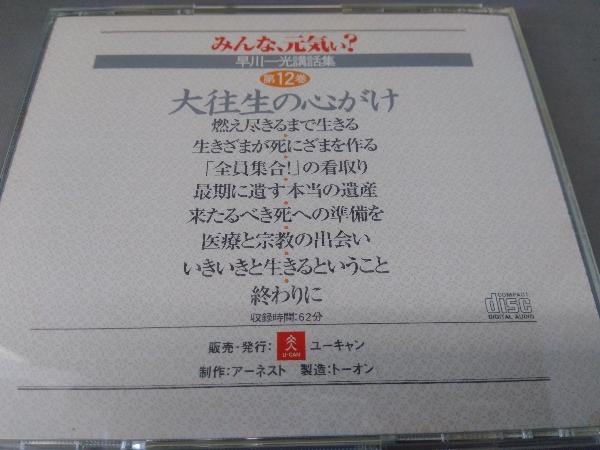 みんな、元気ぃ?
早川一光講話集
第12巻
大往生の心がけ
燃え尽きるまで生きる
生きざまが死にざまを作る
「全員集合!」の看取り
最期に遺す本当の遺産
来たるべき死への準備を
医療と宗教の出会い
いきいきと生きるということ
終わりに
収録時間:62分
COMPACT
disc
DIGITAL AUDIO
販売・発行: U-CAN ユーキャン
制作:アーネスト 製造:トーオン